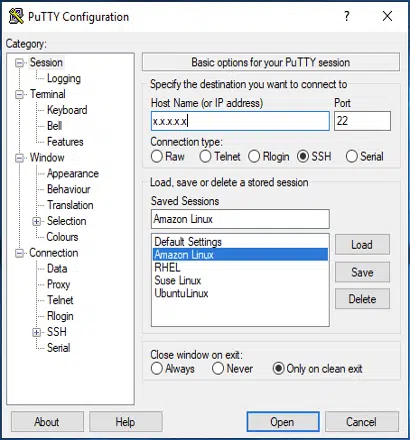 PuTTY Configuration
?
Category:
Session
Logging
Terminal
Keyboard
Bell
Features
Window
Appearance
Behaviour
Translation
Selection
Colours
Connection
Data
Proxy
Telnet
Rlogin
SSH
Serial
Basic options for your PuTTY session
Specify the destination you want to connect to
Host Name (or IP address) Port
x.x.x.x.x 22
Connection type:
Raw Telnet Rlogin SSH Serial
Load, save or delete a stored session
Saved Sessions
Amazon Linux
Default Settings
Amazon Linux
RHEL
Suse Linux
UbuntuLinux
Load
Save
Delete
Close window on exit:
Always Never Only on clean exit
About Help Open Cancel